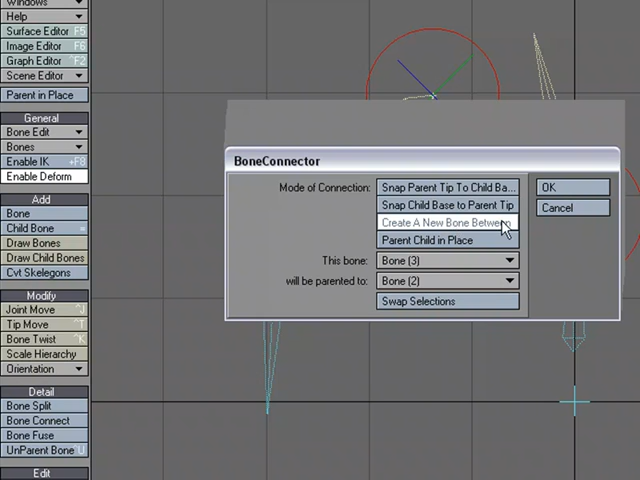 Windows
Help
Surface Editor F5
Image Editor F6
Graph Editor ^F2
Scene Editor
Parent in Place
General
Bone Edit
Bones
Enable IK +F8
Enable Deform
Add
Bone
Child Bone =
Draw Bones
Draw Child Bones
Cvt Skelegons
Modify
Joint Move ^J
Tip Move ^T
Bone Twist ^K
Scale Hierarchy
Orientation
Detail
Bone Split
Bone Connect
Bone Fuse
UnParent Bone U
Edit
BoneConnector
Mode of Connection:
Snap Parent Tip To Child Ba...
Snap Child Base to Parent Tip
Create A New Bone Between
Parent Child in Place
This bone: Bone (3)
will be parented to: Bone (2)
Swap Selections
OK
Cancel